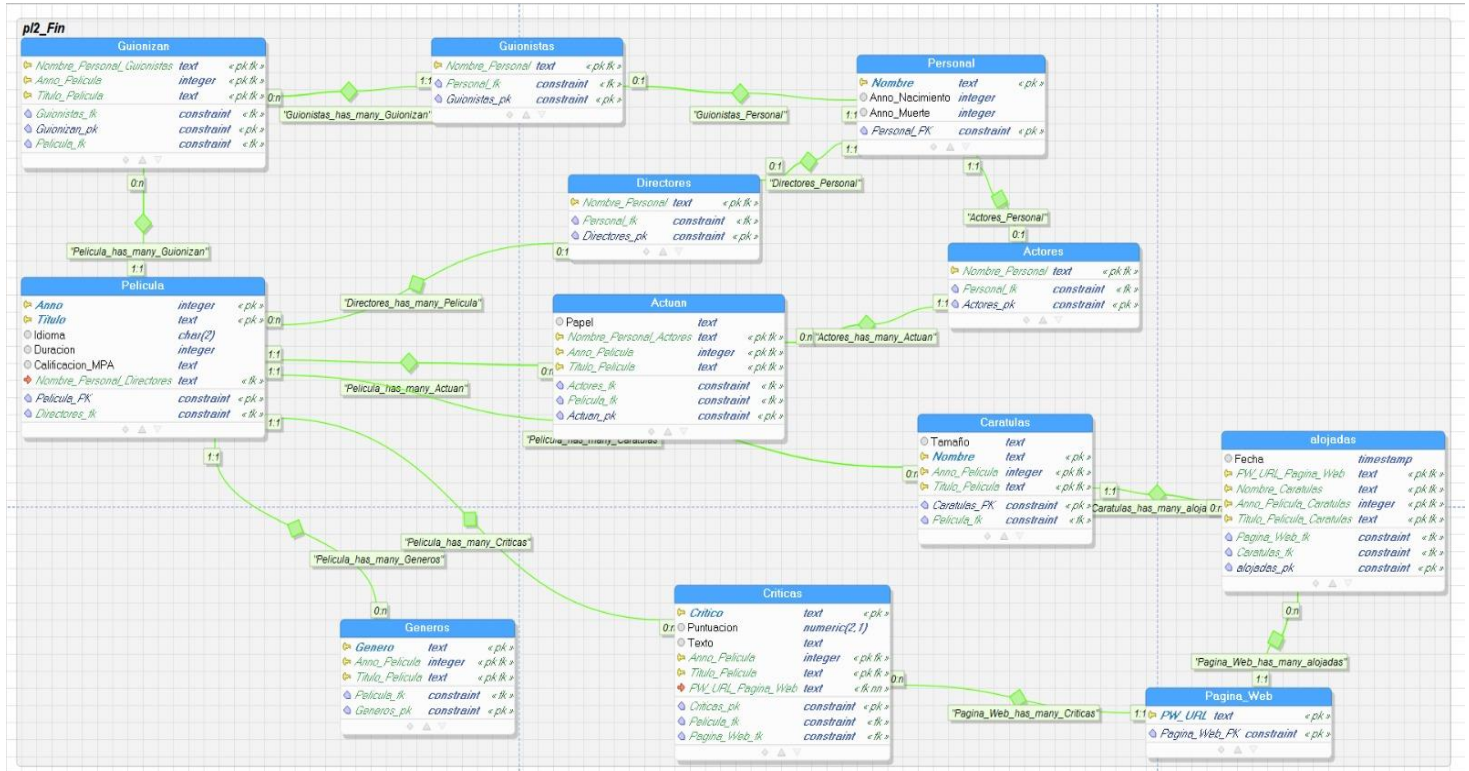 pl2_Fin
Guionizan
Nombre_Personal_Guionistas text « pk fk »
Anno_Pelicula integer « pk fk »
Titulo_Pelicula text « pk fk »
Guionistas_fk constraint « fk »
Guionizan_pk constraint « pk »
Pelicula_fk constraint « fk »
0:n
"Guionistas_has_many_Guionizan"
1:1
Guionistas
Nombre_Personal text « pk fk »
Personal_fk constraint « fk »
Guionistas_pk constraint « pk »
0:1
"Guionistas_Personal"
1:1
Personal
Nombre text « pk »
Anno_Nacimiento integer
Anno_Muerte integer
Personal_PK constraint « pk »
1:1
"Directores_Personal"
0:1
1:1
"Actores_Personal"
0:1
Directores
Nombre_Personal text « pk fk »
Personal_fk constraint « fk »
Directores_pk constraint « pk »
0:1
"Directores_has_many_Pelicula"
0:n
Actores
Nombre_Personal text « pk fk »
Personal_fk constraint « fk »
Actores_pk constraint « pk »
1:1
"Actores_has_many_Actuan"
0:n
0:n
"Pelicula_has_many_Guionizan"
1:1
Pelicula
Anno integer « pk »
Titulo text « pk »
Idioma char(2)
Duracion integer
Calificacion_MPA text
Nombre_Personal_Directores text « fk »
Pelicula_PK constraint « pk »
Directores_fk constraint « fk »
1:1
"Pelicula_has_many_Actuan"
0:n
Actuan
Papel text
Nombre_Personal_Actores text « pk fk »
Anno_Pelicula integer « pk fk »
Titulo_Pelicula text « pk fk »
Actores_fk constraint « fk »
Pelicula_fk constraint « fk »
Actuan_pk constraint « pk »
1:1
"Pelicula_has_many_Caratulas"
0:n
Caratulas
Tamaño text
Nombre text « pk »
Anno_Pelicula integer « pk fk »
Titulo_Pelicula text « pk fk »
Caratulas_PK constraint « pk »
Pelicula_fk constraint « fk »
1:1
Caratulas_has_many_aloja
0:n
alojadas
Fecha timestamp
PW_URL_Pagina_Web text « pk fk »
Nombre_Caratulas text « pk fk »
Anno_Pelicula_Caratulas integer « pk fk »
Titulo_Pelicula_Caratulas text « pk fk »
Pagina_Web_fk constraint « fk »
Caratulas_fk constraint « fk »
alojadas_pk constraint « pk »
0:n
"Pagina_Web_has_many_alojadas"
1:1
1:1
"Pelicula_has_many_Criticas"
0:n
1:1
"Pelicula_has_many_Generos"
0:n
Generos
Genero text « pk »
Anno_Pelicula integer « pk fk »
Titulo_Pelicula text « pk fk »
Pelicula_fk constraint « fk »
Generos_pk constraint « pk »
Criticas
Critico text « pk »
Puntuacion numeric(2,1)
Texto text
Anno_Pelicula integer « pk fk »
Titulo_Pelicula text « pk fk »
PW_URL_Pagina_Web text « fk nn »
Criticas_pk constraint « pk »
Pelicula_fk constraint « fk »
Pagina_Web_fk constraint « fk »
0:n
"Pagina_Web_has_many_Criticas"
1:1
Pagina_Web
PW_URL text « pk »
Pagina_Web_PK constraint « pk »